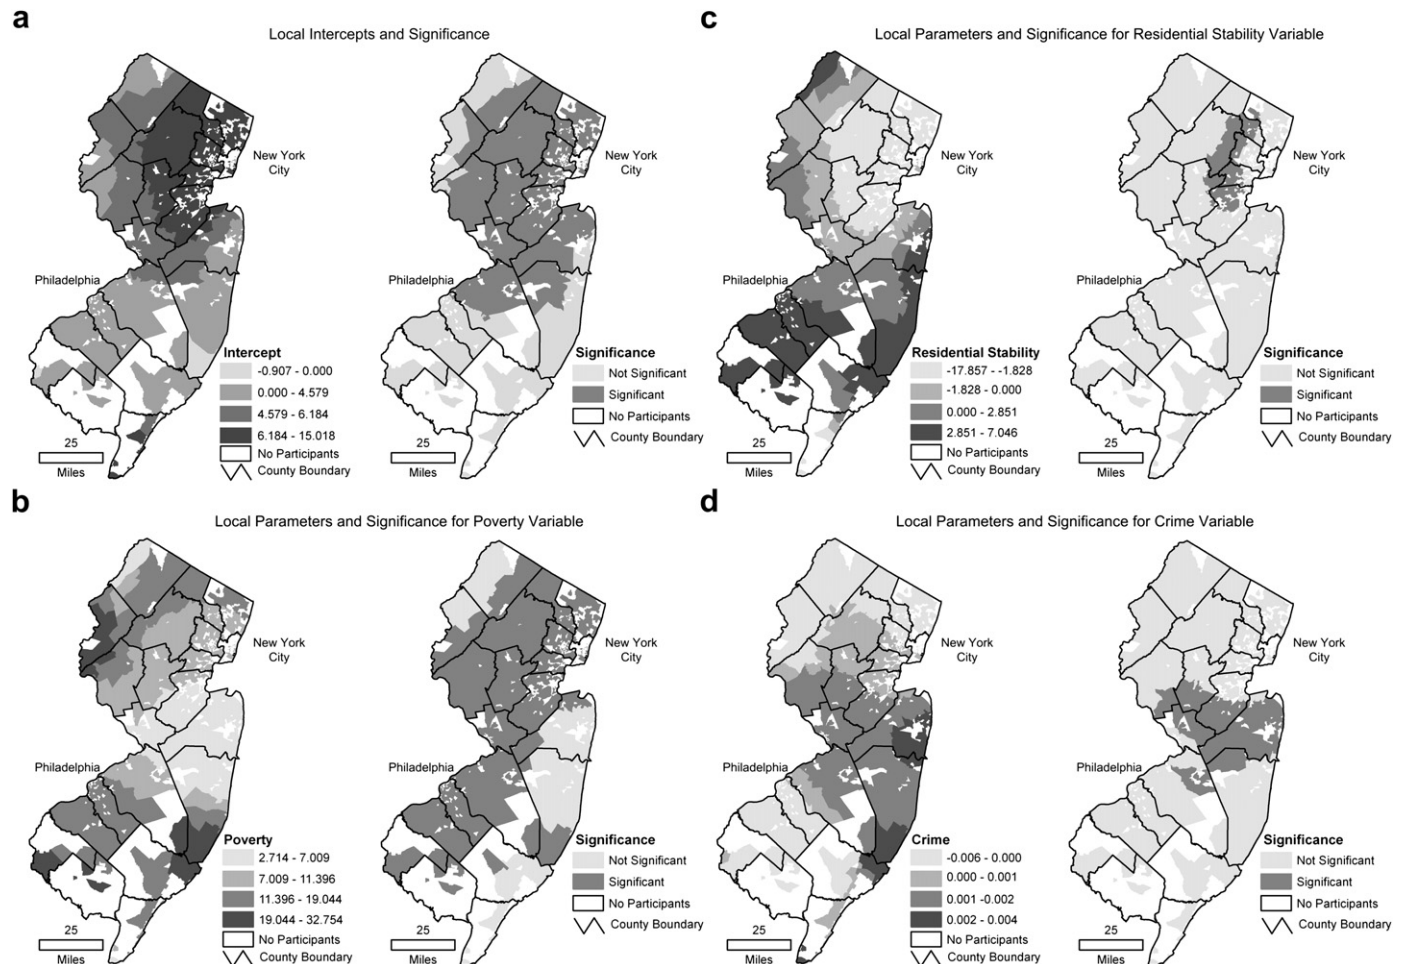 a
Local Intercepts and Significance
New York
City
Philadelphia
Intercept
-0.907 - 0.000
0.000 - 4.579
4.579 - 6.184
6.184 - 15.018
No Participants
County Boundary
25
Miles
New York
City
Philadelphia
Significance
Not Significant
Significant
No Participants
County Boundary
25
Miles
c
Local Parameters and Significance for Residential Stability Variable
New York
City
Philadelphia
Residential Stability
-17.857 - -1.828
-1.828 - 0.000
0.000 - 2.851
2.851 - 7.046
No Participants
County Boundary
25
Miles
New York
City
Philadelphia
Significance
Not Significant
Significant
No Participants
County Boundary
25
Miles
b
Local Parameters and Significance for Poverty Variable
New York
City
Philadelphia
Poverty
2.714 - 7.009
7.009 - 11.396
11.396 - 19.044
19.044 - 32.754
No Participants
County Boundary
25
Miles
New York
City
Philadelphia
Significance
Not Significant
Significant
No Participants
County Boundary
25
Miles
d
Local Parameters and Significance for Crime Variable
New York
City
Philadelphia
Crime
-0.006 - 0.000
0.000 - 0.001
0.001 -0.002
0.002 - 0.004
No Participants
County Boundary
25
Miles
New York
City
Philadelphia
Significance
Not Significant
Significant
No Participants
County Boundary
25
Miles